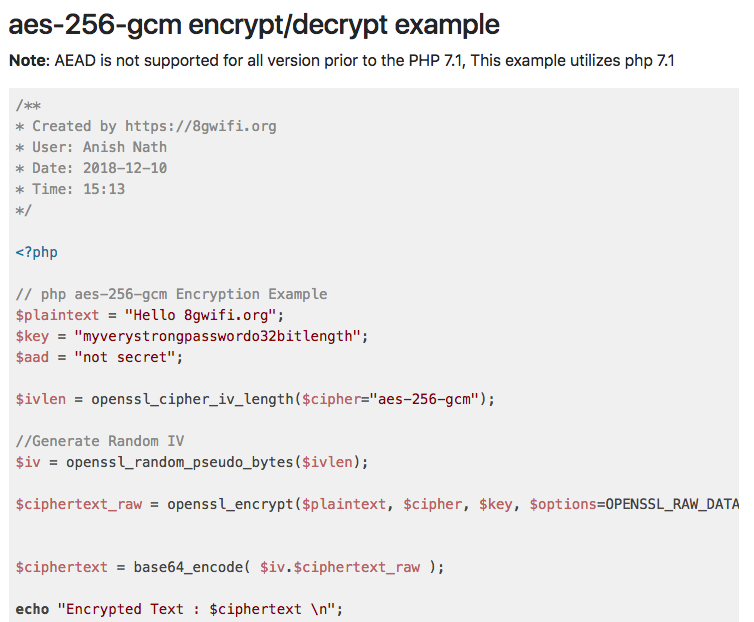 aes-256-gcm encrypt/decrypt example
Note: AEAD is not supported for all version prior to the PHP 7.1, This example utilizes php 7.1
/**
* Created by https://8gwifi.org
* User: Anish Nath
* Date: 2018-12-10
* Time: 15:13
*/
<?php
// php aes-256-gcm Encryption Example
$plaintext = "Hello 8gwifi.org";
$key = "myverystrongpasswordo32bitlength";
$aad = "not secret";
$ivlen = openssl_cipher_iv_length($cipher="aes-256-gcm");
//Generate Random IV
$iv = openssl_random_pseudo_bytes($ivlen);
$ciphertext_raw = openssl_encrypt($plaintext, $cipher, $key, $options=OPENSSL_RAW_DATA
$ciphertext = base64_encode( $iv.$ciphertext_raw );
echo "Encrypted Text : $ciphertext \n";